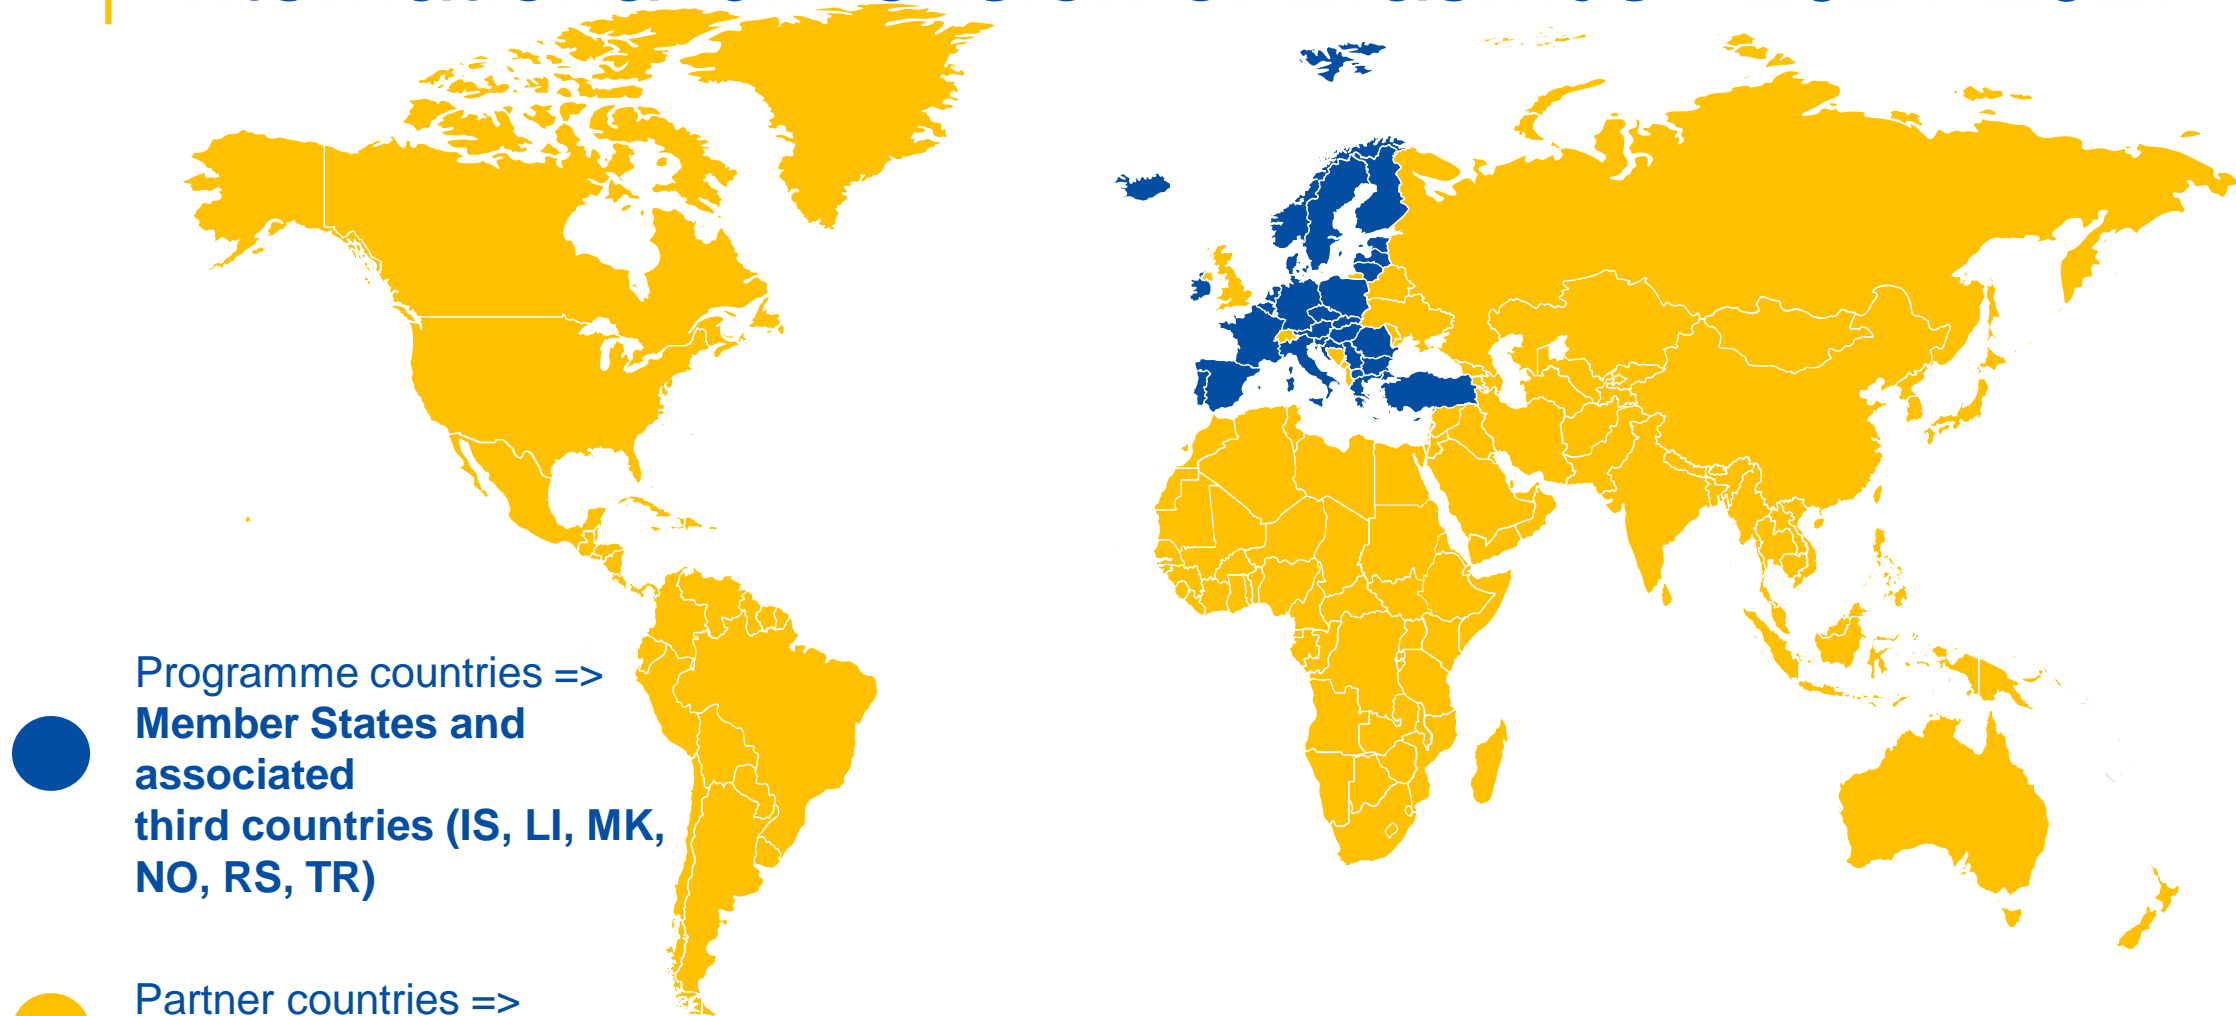 Programme countries =>
Member States and
associated
third countries (IS, LI, MK,
NO, RS, TR)
Partner countries =>